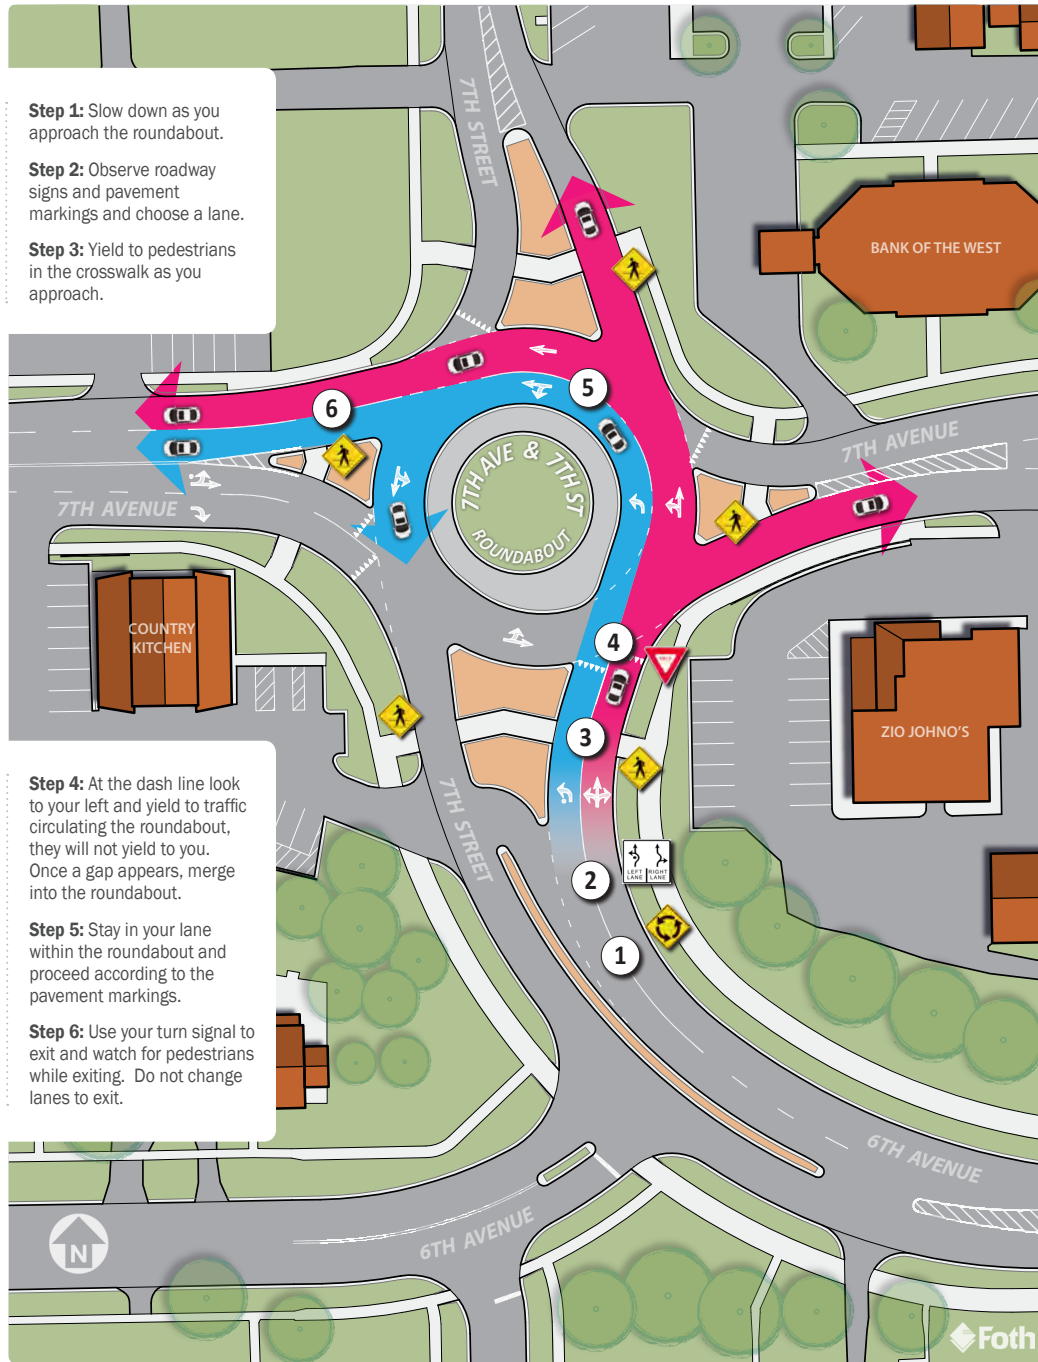 Step 1: Slow down as you
approach the roundabout.
Step 2: Observe roadway
signs and pavement
markings and choose a lane.
Step 3: Yield to pedestrians
in the crosswalk as you
approach.
7TH STREET
BANK OF THE WEST
5
6
7TH AVENUE
7TH AVENUE
7TH AVE & 7TH ST
ROUNDABOUT
COUNTRY
KITCHEN
4
ZIO JOHNO'S
3
7TH STREET
LEFT LANE
RIGHT LANE
2
1
Step 4: At the dash line look
to your left and yield to traffic
circulating the roundabout,
they will not yield to you.
Once a gap appears, merge
into the roundabout.
Step 5: Stay in your lane
within the roundabout and
proceed according to the
pavement markings.
Step 6: Use your turn signal to
exit and watch for pedestrians
while exiting.  Do not change
lanes to exit.
6TH AVENUE
6TH AVENUE
N
Foth